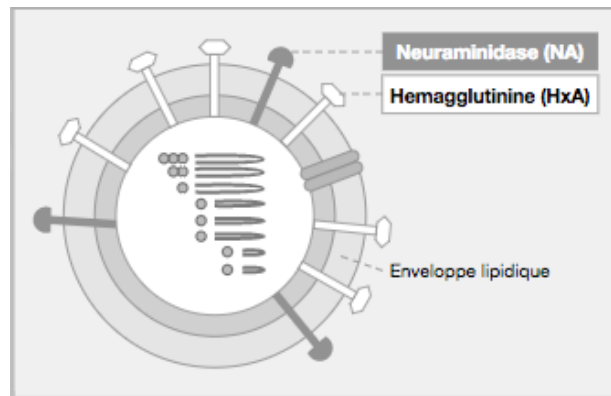 Neuraminidase (NA)
Hemagglutinine (HxA)
Enveloppe lipidique